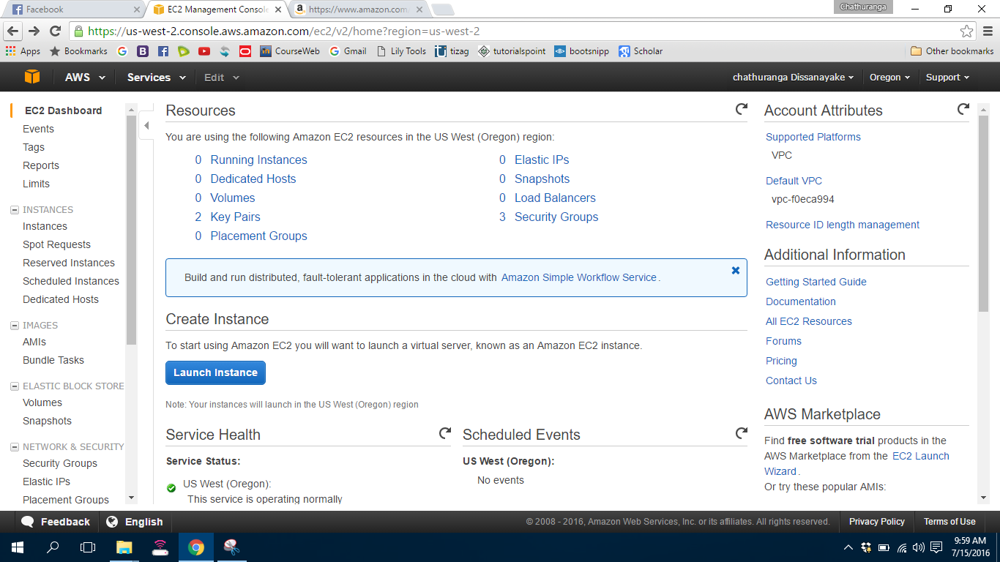 Facebook
EC2 Management Console
https://www.amazon.com
Chathuranga
https://us-west-2.console.aws.amazon.com/ec2/v2/home?region=us-west-2
Apps
Bookmarks
CourseWeb
Gmail
Lily Tools
tizag
tutorialspoint
bootsnipp
Scholar
Other bookmarks
AWS
Services
Edit
chathuranga Dissanayake
Oregon
Support
EC2 Dashboard
Events
Tags
Reports
Limits
INSTANCES
Instances
Spot Requests
Reserved Instances
Scheduled Instances
Dedicated Hosts
IMAGES
AMIs
Bundle Tasks
ELASTIC BLOCK STORE
Volumes
Snapshots
NETWORK & SECURITY
Security Groups
Elastic IPs
Placement Groups
Resources
You are using the following Amazon EC2 resources in the US West (Oregon) region:
0 Running Instances
0 Elastic IPs
0 Dedicated Hosts
0 Snapshots
0 Volumes
0 Load Balancers
2 Key Pairs
3 Security Groups
0 Placement Groups
Build and run distributed, fault-tolerant applications in the cloud with Amazon Simple Workflow Service.
Create Instance
To start using Amazon EC2 you will want to launch a virtual server, known as an Amazon EC2 instance.
Launch Instance
Note: Your instances will launch in the US West (Oregon) region
Service Health
Service Status:
US West (Oregon):
This service is operating normally
Scheduled Events
US West (Oregon):
No events
Account Attributes
Supported Platforms
VPC
Default VPC
vpc-f0eca994
Resource ID length management
Additional Information
Getting Started Guide
Documentation
All EC2 Resources
Forums
Pricing
Contact Us
AWS Marketplace
Find free software trial products in the
AWS Marketplace from the EC2 Launch
Wizard.
Or try these popular AMIs:
Feedback
English
© 2008 - 2016, Amazon Web Services, Inc. or its affiliates. All rights reserved.
Privacy Policy
Terms of Use
9:59 AM
7/15/2016